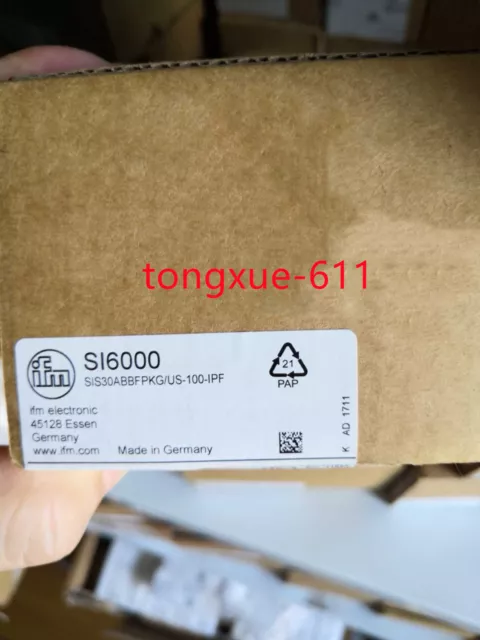 tongxue-611
ifm
SI6000
SIS30ABBFPKG/US-100-IPF
ifm electronic
45128 Essen
Germany
www.ifm.com Made in Germany
21
PAP
K AD 1711